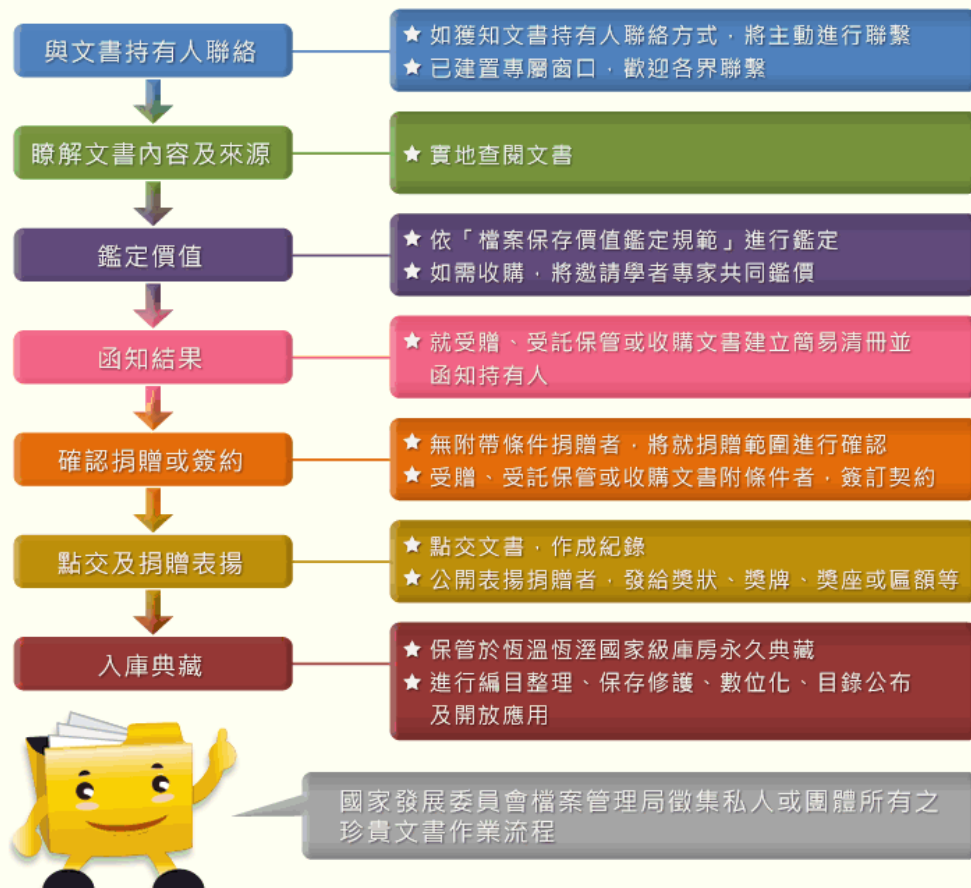 與文書持有人聯絡
★ 如獲知文書持有人聯絡方式，將主動進行聯繫
★ 已建置專屬窗口，歡迎各界聯繫
瞭解文書內容及來源
★ 實地查閱文書
鑑定價值
★ 依「檔案保存價值鑑定規範」進行鑑定
★ 如需收購，將邀請學者專家共同鑑價
函知結果
★ 就受贈、受託保管或收購文書建立簡易清冊並
函知持有人
確認捐贈或簽約
★ 無附帶條件捐贈者，將就捐贈範圍進行確認
★ 受贈、受託保管或收購文書附條件者，簽訂契約
點交及捐贈表揚
★ 點交文書，作成紀錄
★ 公開表揚捐贈者，發給獎狀、獎牌、獎座或匾額等
入庫典藏
★ 保管於恆溫恆溼國家級庫房永久典藏
★ 進行編目整理、保存修護、數位化、目錄公布
及開放應用
國家發展委員會檔案管理局徵集私人或團體所有之
珍貴文書作業流程